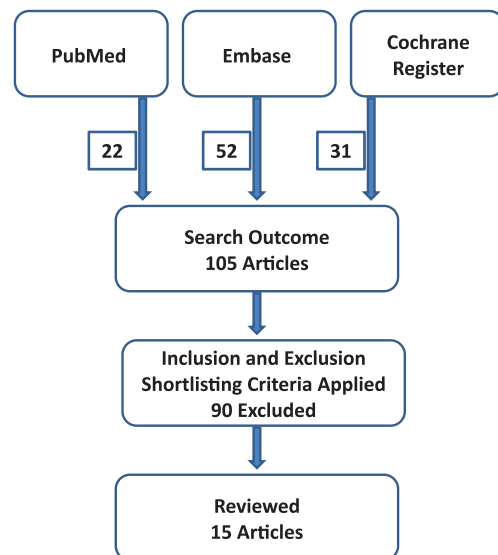 PubMed
Embase
Cochrane
Register
22
52
31
Search Outcome
105 Articles
Inclusion and Exclusion
Shortlisting Criteria Applied
90 Excluded
Reviewed
15 Articles